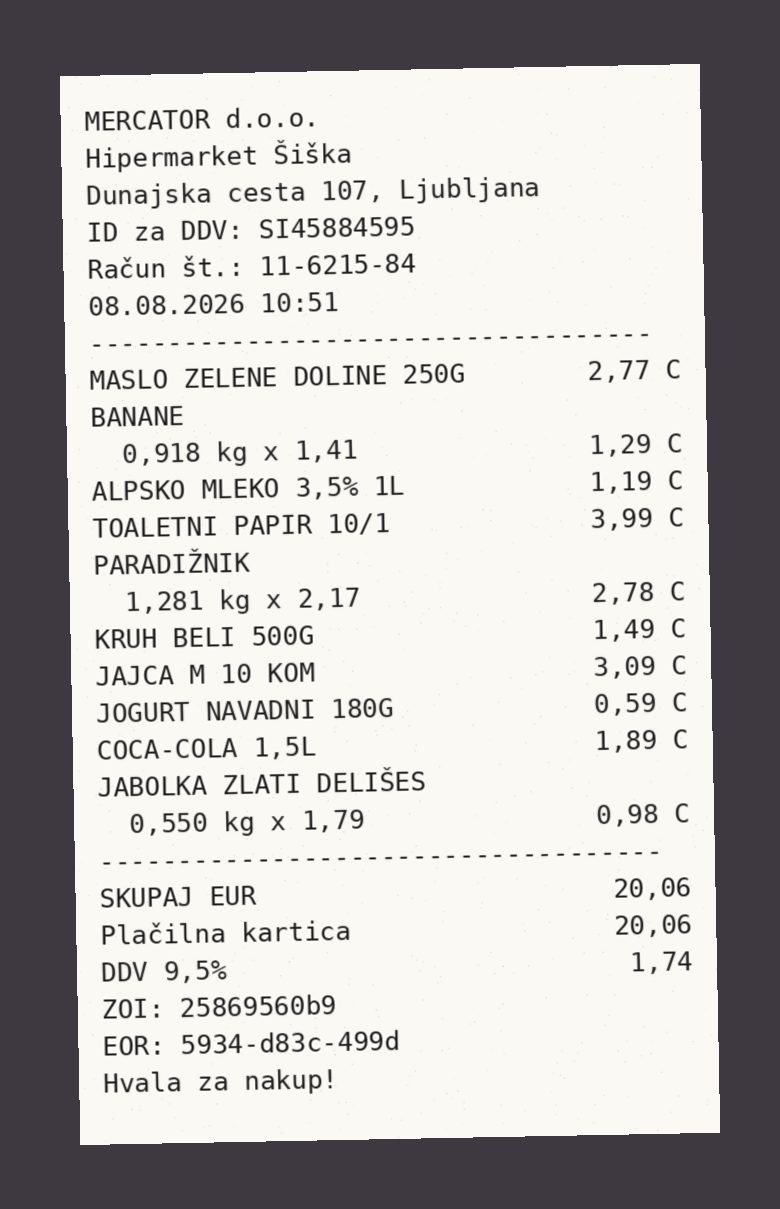 MERCATOR d.o.o.
Hipermarket Šiška
Dunajska cesta 107, Ljubljana
ID za DDV: SI45884595
Račun št.: 11-6215-84
08.08.2026 10:51
------------------------------------
MASLO ZELENE DOLINE 250G 2,77 C
BANANE
0,918 kg x 1,41 1,29 C
ALPSKO MLEKO 3,5% 1L 1,19 C
TOALETNI PAPIR 10/1 3,99 C
PARADIŽNIK
1,281 kg x 2,17 2,78 C
KRUH BELI 500G 1,49 C
JAJCA M 10 KOM 3,09 C
JOGURT NAVADNI 180G 0,59 C
COCA-COLA 1,5L 1,89 C
JABOLKA ZLATI DELIŠES
0,550 kg x 1,79 0,98 C
------------------------------------
SKUPAJ EUR 20,06
Plačilna kartica 20,06
DDV 9,5% 1,74
ZOI: 25869560b9
EOR: 5934-d83c-499d
Hvala za nakup!